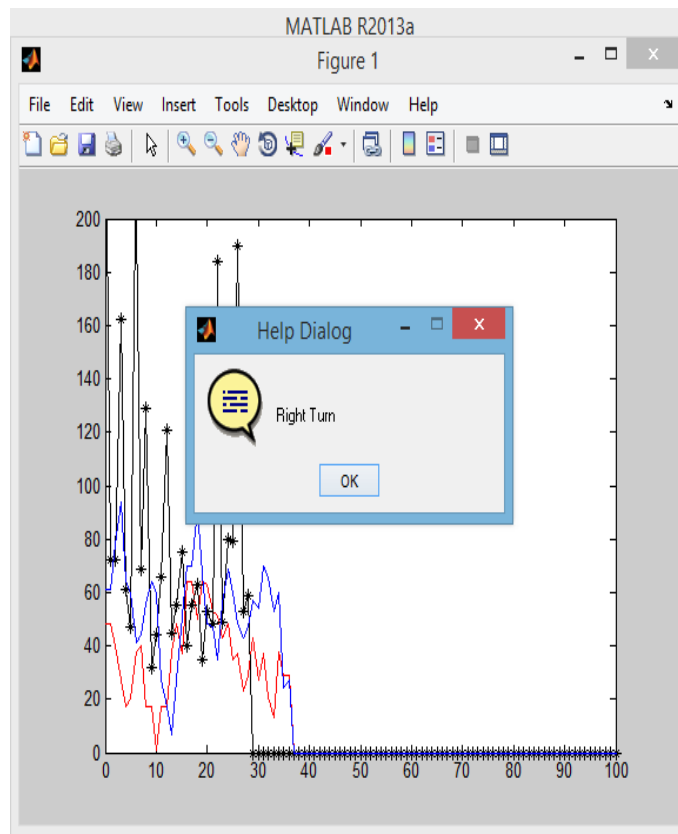 MATLAB R2013a
Figure 1
File Edit View Insert Tools Desktop Window Help
200
180
160
140
120
100
80
60
40
20
0
Help Dialog
Right Turn
OK
0 10 20 30 40 50 60 70 80 90 100